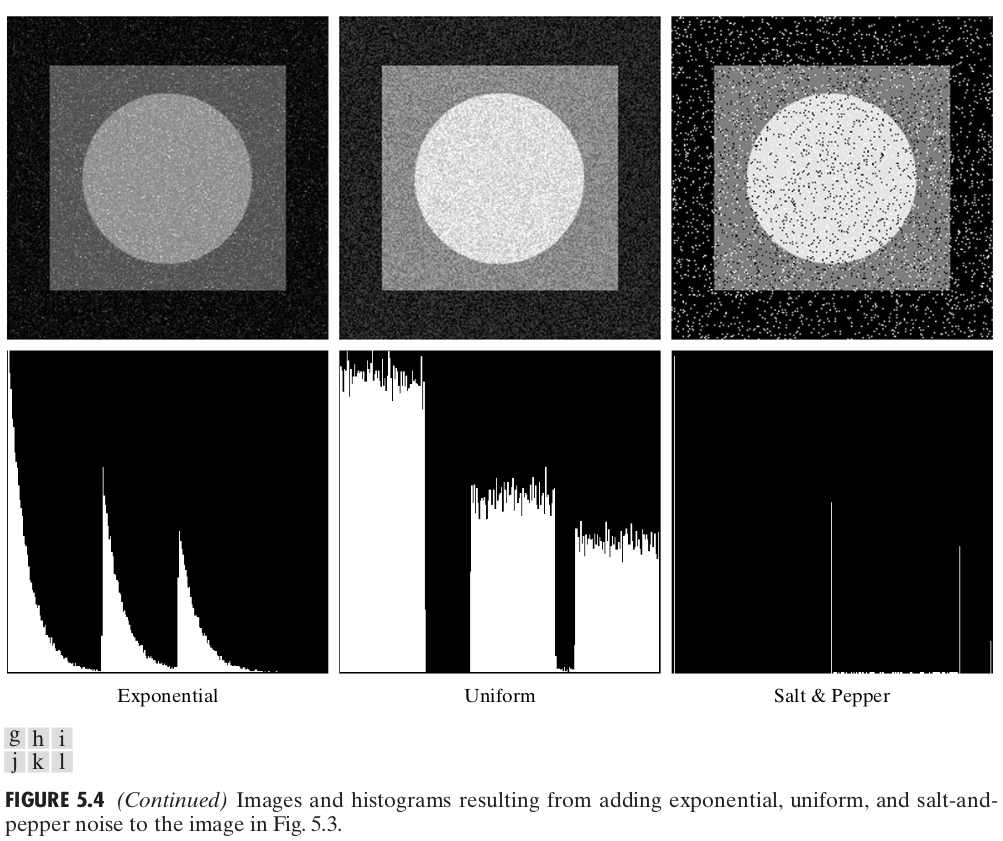 Exponential Uniform Salt & Pepper
g h i
j k l
FIGURE 5.4 (Continued) Images and histograms resulting from adding exponential, uniform, and salt-and-
pepper noise to the image in Fig. 5.3.